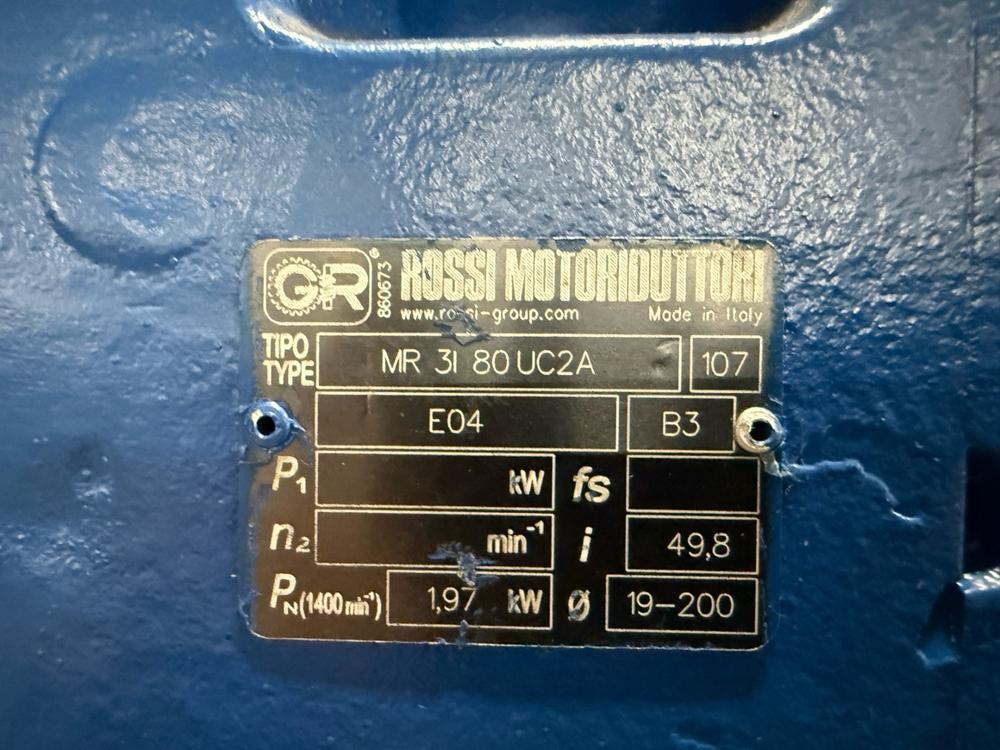 GR ® 860673 ROSSI MOTORIDUTTORI
www.rossi-group.com Made in Italy
TIPO
TYPE MR 3I 80 UC2A 107
E04 B3
P₁ kW fs
n₂ min⁻¹ i 49,8
Pɴ (1400 min⁻¹) 1,97 kW ø 19-200